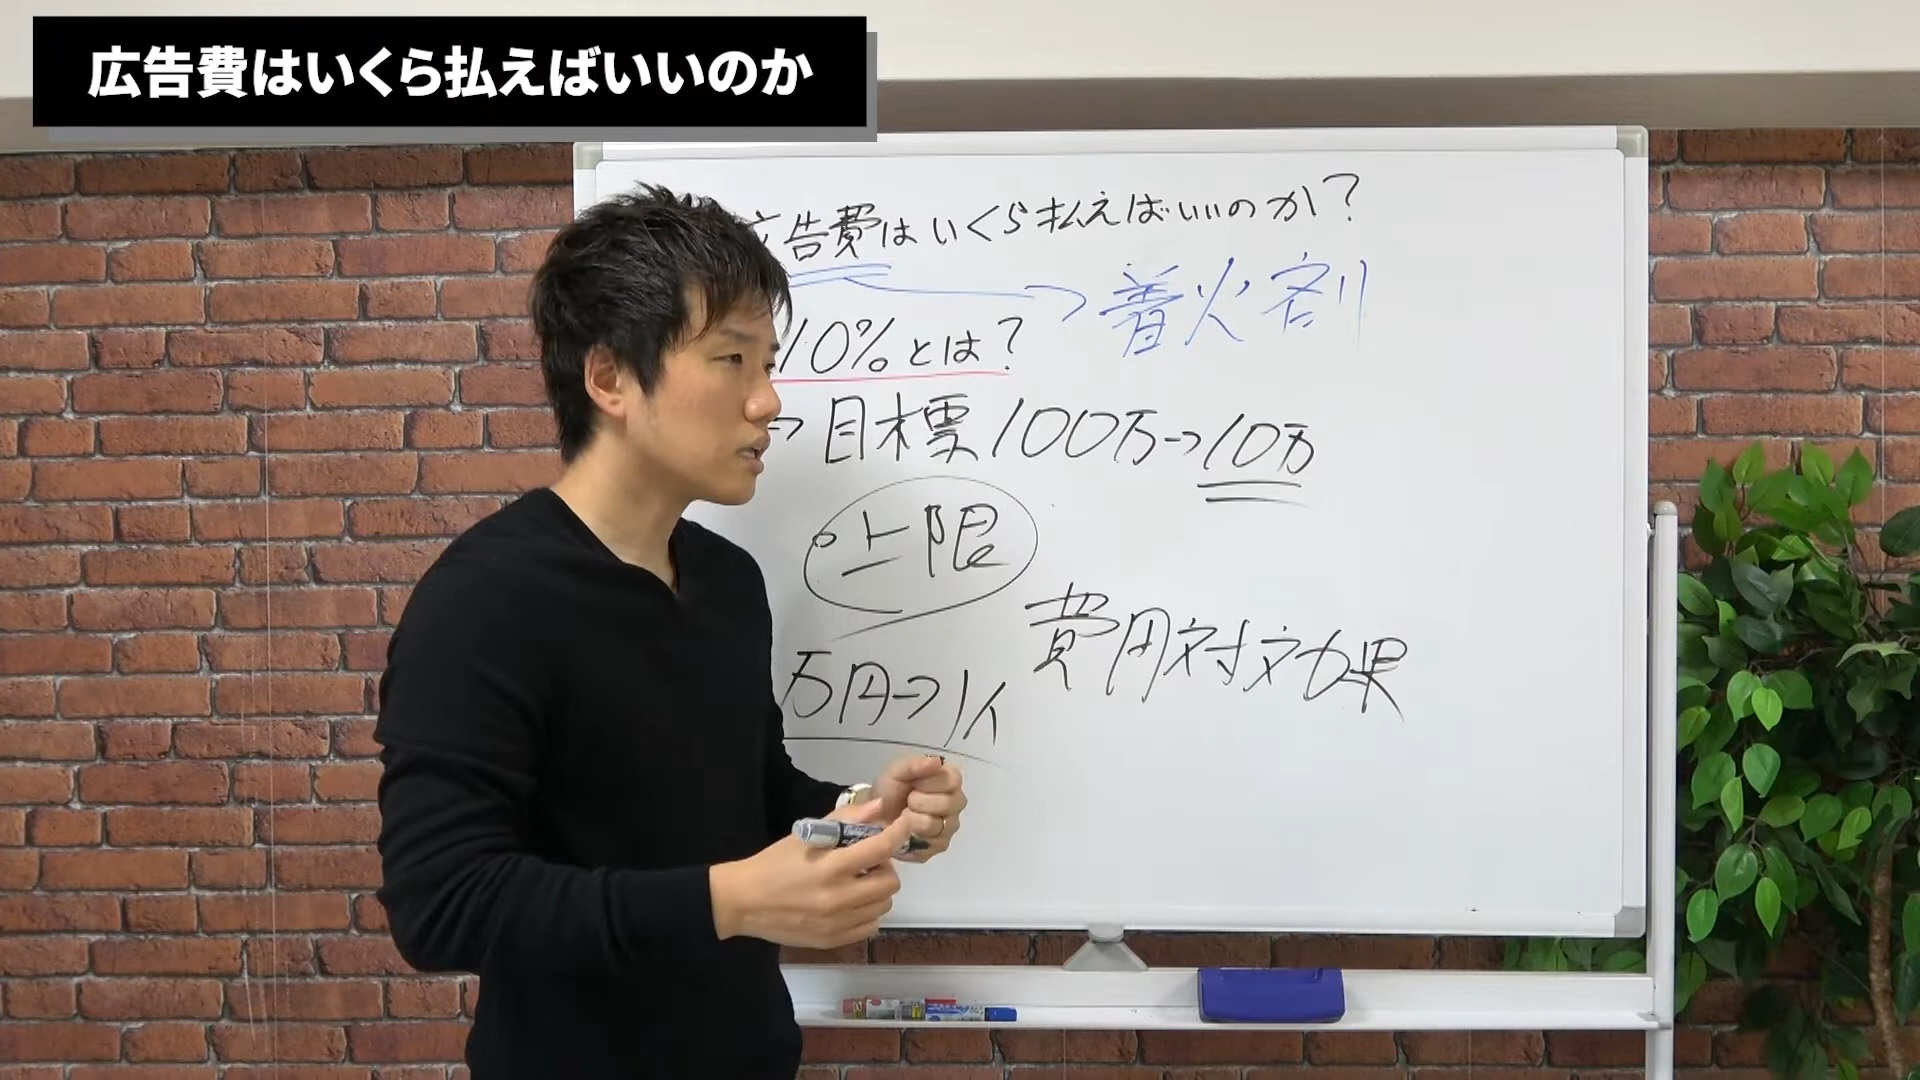 広告費はいくら払えばいいのか
広告費はいくら払えばいいのか?
→ 着火割
10%とは?
→ 目標100万→10万
上限
費用対効果
万円→1人